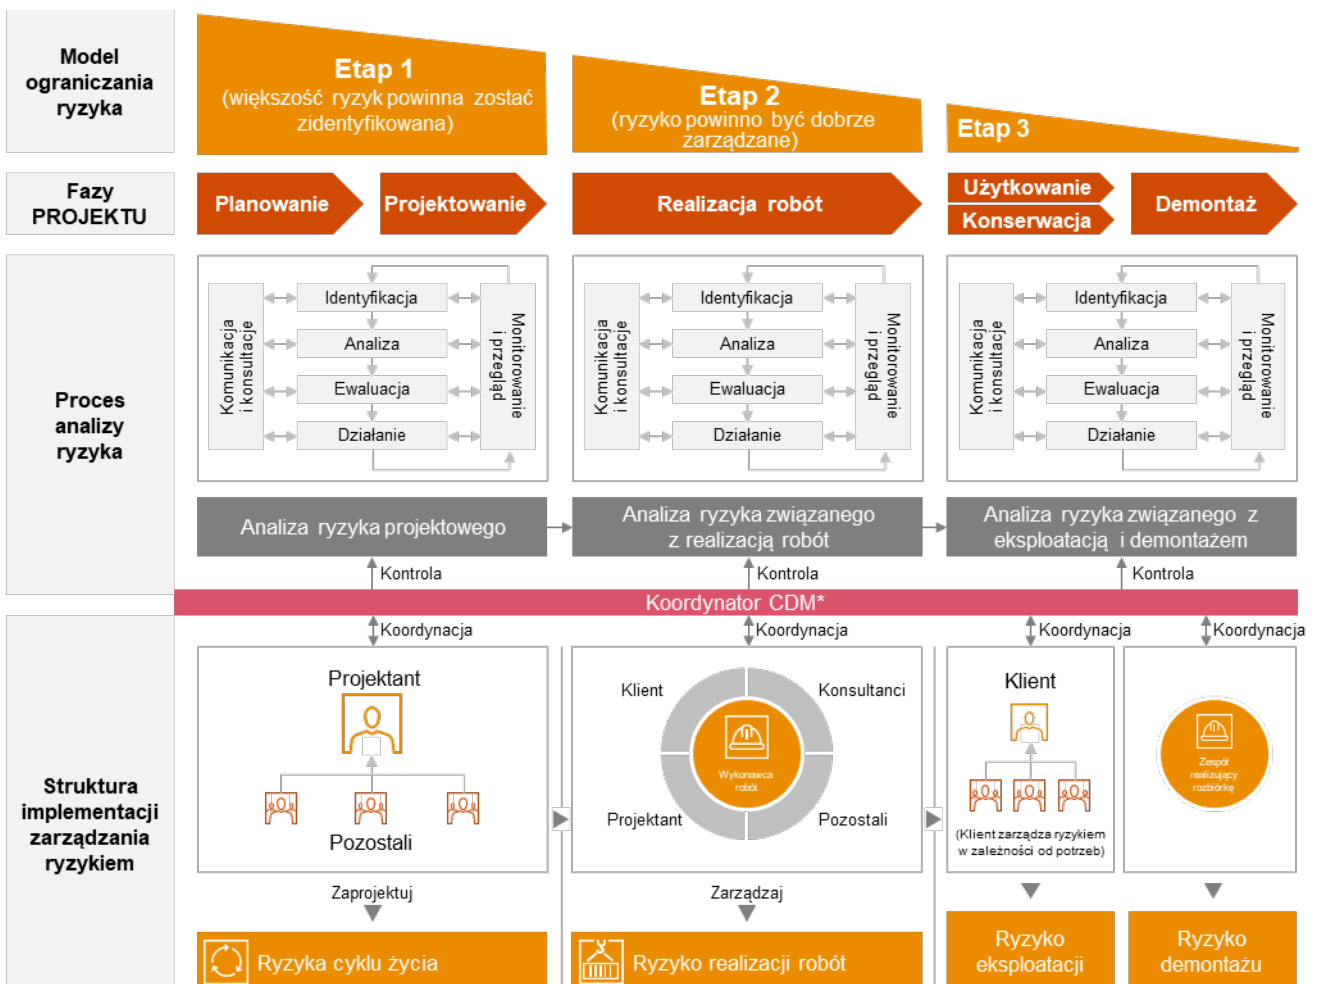 Model
ograniczania
ryzyka
Etap 1
(większość ryzyk powinna zostać
zidentyfikowana)
Etap 2
(ryzyko powinno być dobrze
zarządzane)
Etap 3
Fazy
PROJEKTU
Planowanie
Projektowanie
Realizacja robót
Użytkowanie
Konserwacja
Demontaż
Proces
analizy
ryzyka
Komunikacja
i konsultacje
Identyfikacja
Analiza
Ewaluacja
Działanie
Monitorowanie
i przegląd
Komunikacja
i konsultacje
Identyfikacja
Analiza
Ewaluacja
Działanie
Monitorowanie
i przegląd
Komunikacja
i konsultacje
Identyfikacja
Analiza
Ewaluacja
Działanie
Monitorowanie
i przegląd
Analiza ryzyka projektowego
Analiza ryzyka związanego
z realizacją robót
Analiza ryzyka związanego z
eksploatacją i demontażem
Kontrola
Kontrola
Kontrola
Koordynator CDM*
Koordynacja
Koordynacja
Koordynacja
Koordynacja
Struktura
implementacji
zarządzania
ryzykiem
Projektant
Pozostali
Klient
Konsultanci
Wykonawca
robót
Projektant
Pozostali
Klient
(Klient zarządza ryzykiem
w zależności od potrzeb)
Zespół
realizujący
rozbiórkę
Zaprojektuj
Zarządzaj
Ryzyka cyklu życia
Ryzyko realizacji robót
Ryzyko
eksploatacji
Ryzyko
demontażu